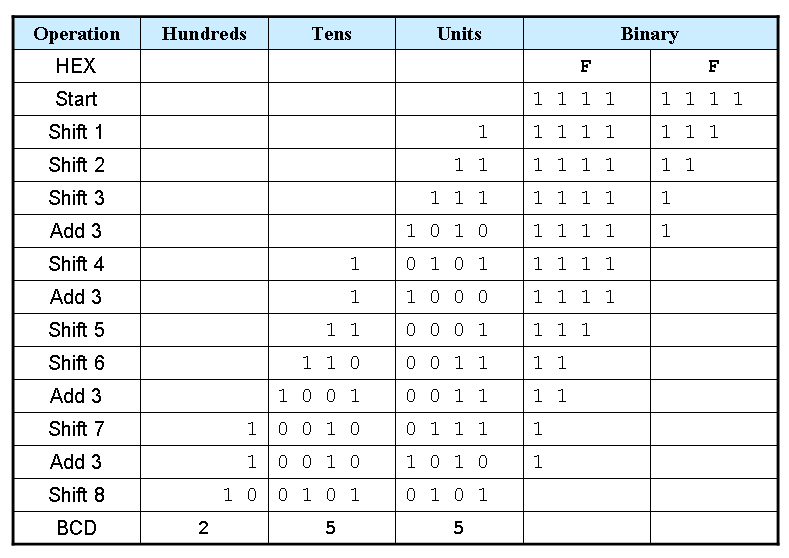 Operation Hundreds Tens Units Binary
HEX F F
Start 1 1 1 1 1 1 1 1
Shift 1 1 1 1 1 1 1 1 1
Shift 2 1 1 1 1 1 1 1 1
Shift 3 1 1 1 1 1 1 1 1
Add 3 1 0 1 0 1 1 1 1 1
Shift 4 1 0 1 0 1 1 1 1 1
Add 3 1 1 0 0 0 1 1 1 1
Shift 5 1 1 0 0 0 1 1 1 1
Shift 6 1 1 0 0 0 1 1 1 1
Add 3 1 0 0 1 0 0 1 1 1 1
Shift 7 1 0 0 1 0 0 1 1 1 1
Add 3 1 0 0 1 0 1 0 1 0 1
Shift 8 1 0 0 1 0 1 0 1 0 1
BCD 2 5 5